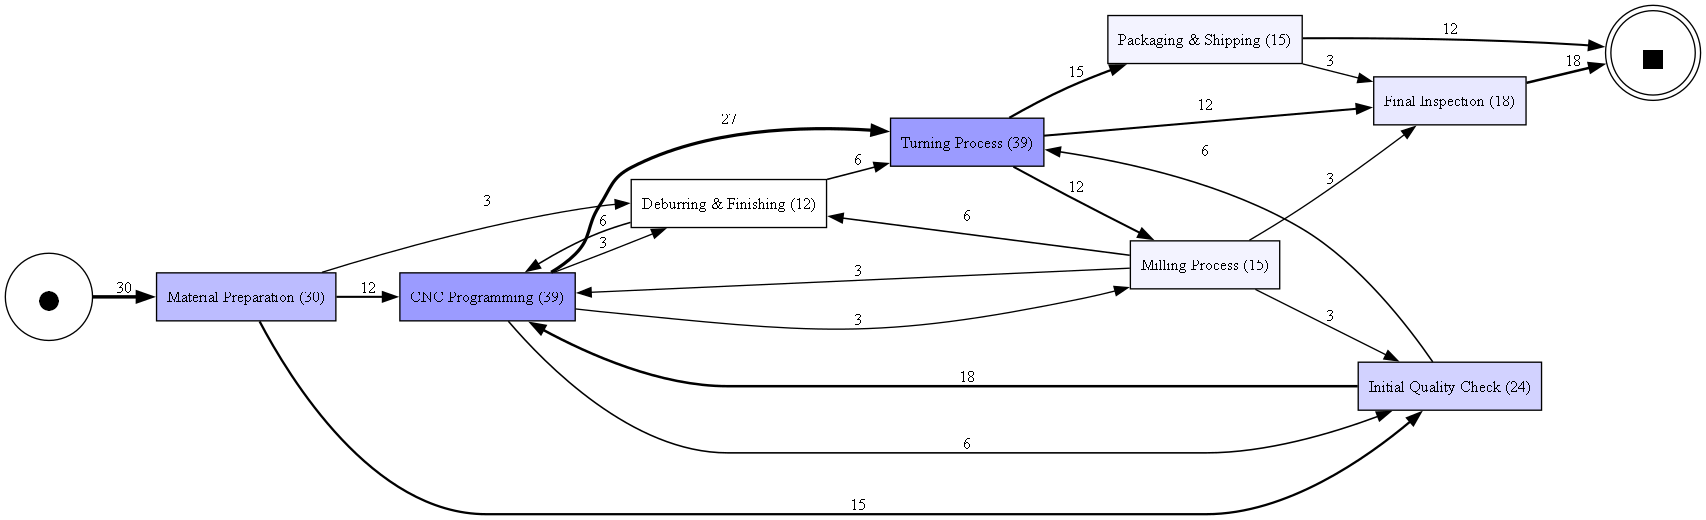 Packaging & Shipping (15)
12
3
18
15
Final Inspection (18)
12
27
Turning Process (39)
6
6
12
3
3
Deburring & Finishing (12)
6
6
3
Milling Process (15)
3
30
Material Preparation (30)
12
CNC Programming (39)
3
3
18
Initial Quality Check (24)
6
15